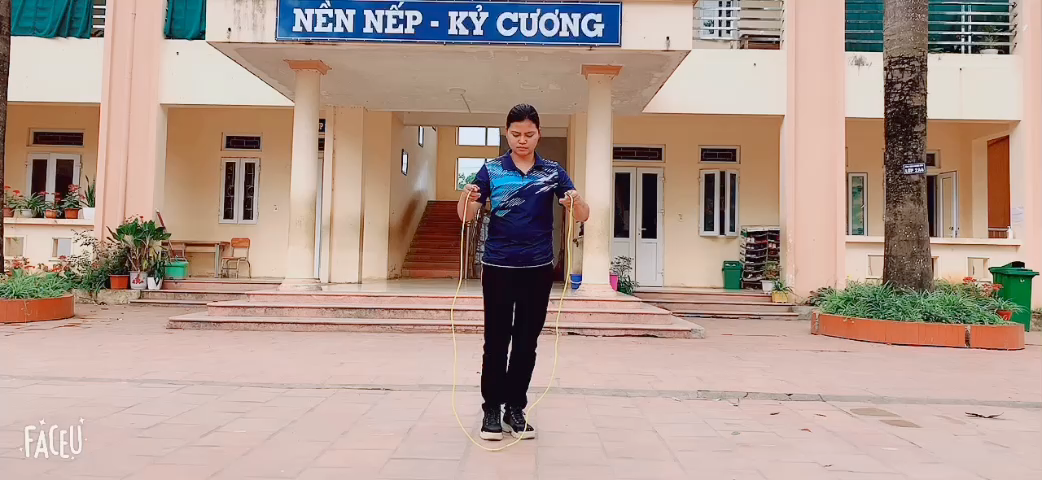 NỀN NẾP - KỶ CƯƠNG
FACEU